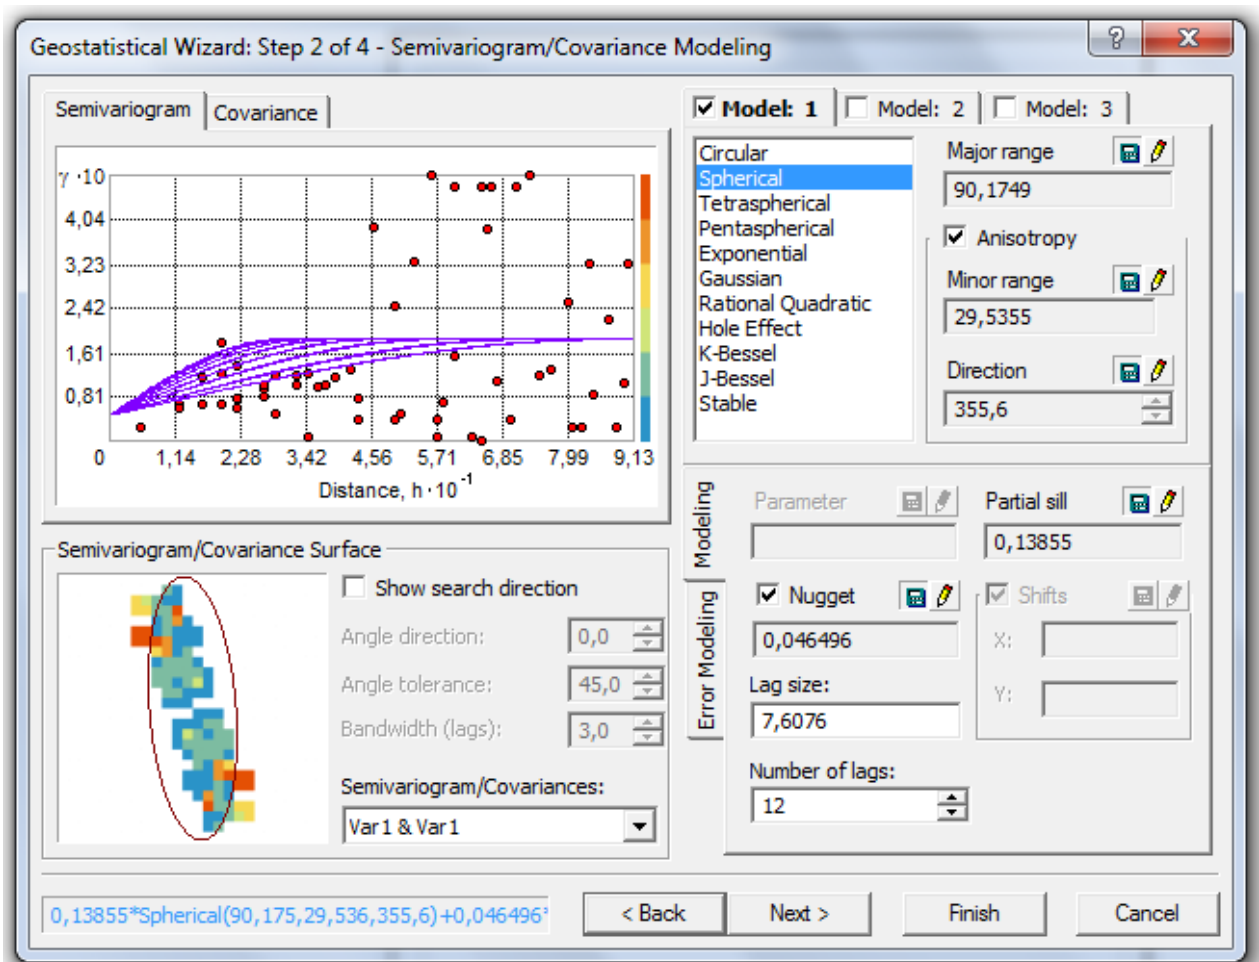 Geostatistical Wizard: Step 2 of 4 - Semivariogram/Covariance Modeling
?
X
Semivariogram
Covariance
γ ·10
4,04
3,23
2,42
1,61
0,81
0 1,14 2,28 3,42 4,56 5,71 6,85 7,99 9,13
Distance, h · 10 -1
Model: 1
Model: 2
Model: 3
Circular
Spherical
Tetraspherical
Pentaspherical
Exponential
Gaussian
Rational Quadratic
Hole Effect
K-Bessel
J-Bessel
Stable
Major range
90,1749
Anisotropy
Minor range
29,5355
Direction
355,6
Modeling
Error Modeling
Parameter
Partial sill
0,13855
Nugget
0,046496
Shifts
X:
Y:
Lag size:
7,6076
Number of lags:
12
Semivariogram/Covariance Surface
Show search direction
Angle direction: 0,0
Angle tolerance: 45,0
Bandwidth (lags): 3,0
Semivariogram/Covariances:
Var1 & Var1
0,13855*Spherical(90,175,29,536,355,6)+0,046496*
< Back
Next >
Finish
Cancel